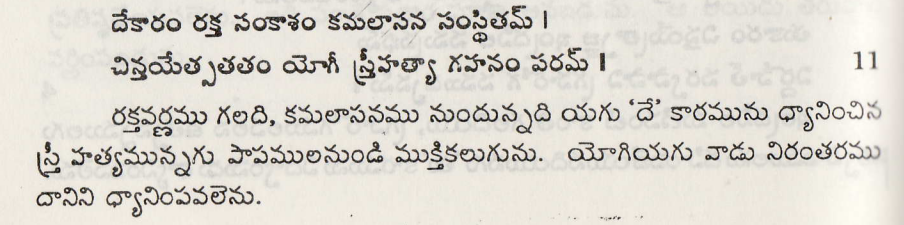 దేకారం రక్త సంకాశం కమలాసన సంస్థితమ్ ।
చిన్తయేత్సతతం యోగీ స్త్రీహత్యా గహనం పరమ్ । 11
రక్తవర్ణము గలది, కమలాసనము నుందున్నది యగు ‘దే’ కారమును ధ్యానించిన
స్త్రీ హత్యమున్నగు పాపములనుండి ముక్తికలుగును. యోగియగు వాడు నిరంతరము
దానిని ధ్యానింపవలెను.